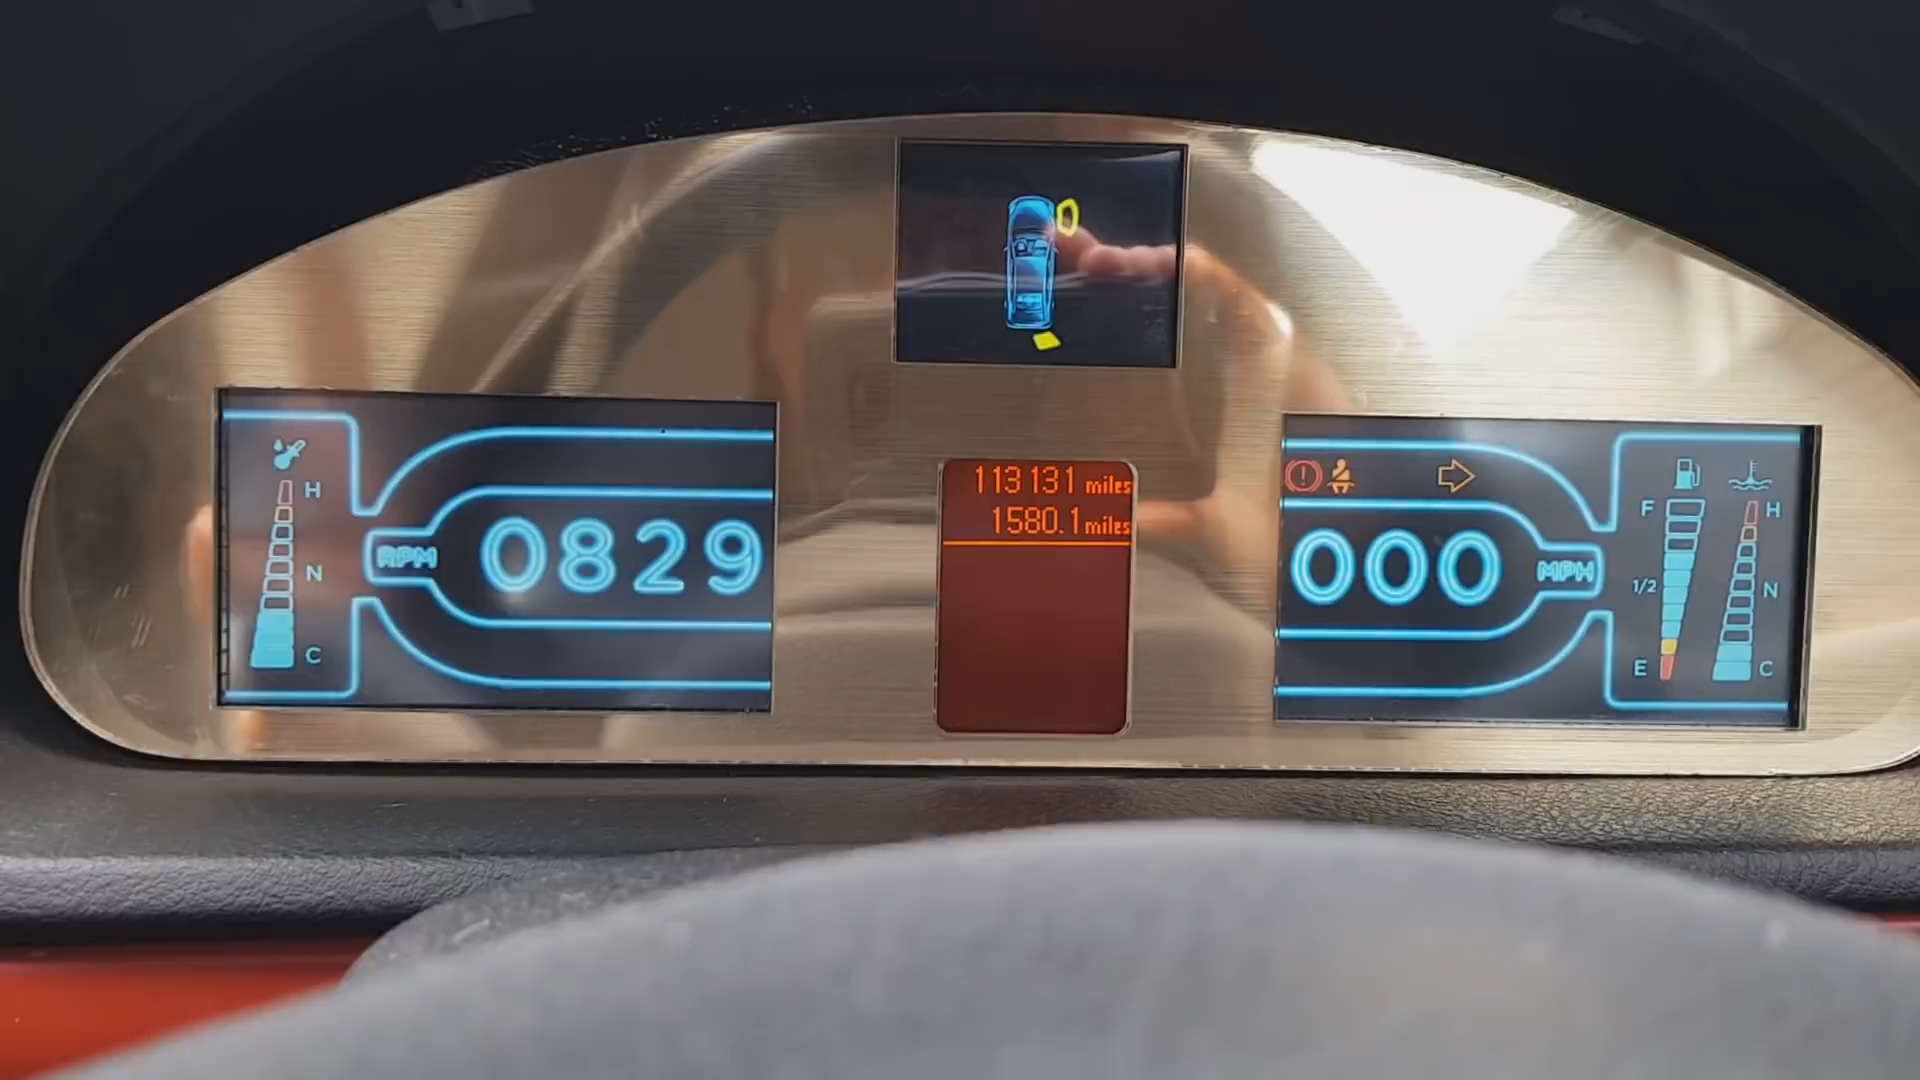 H
N
C
RPM
0829
113131 miles
1580.1 miles
000
MPH
F
1/2
E
H
N
C